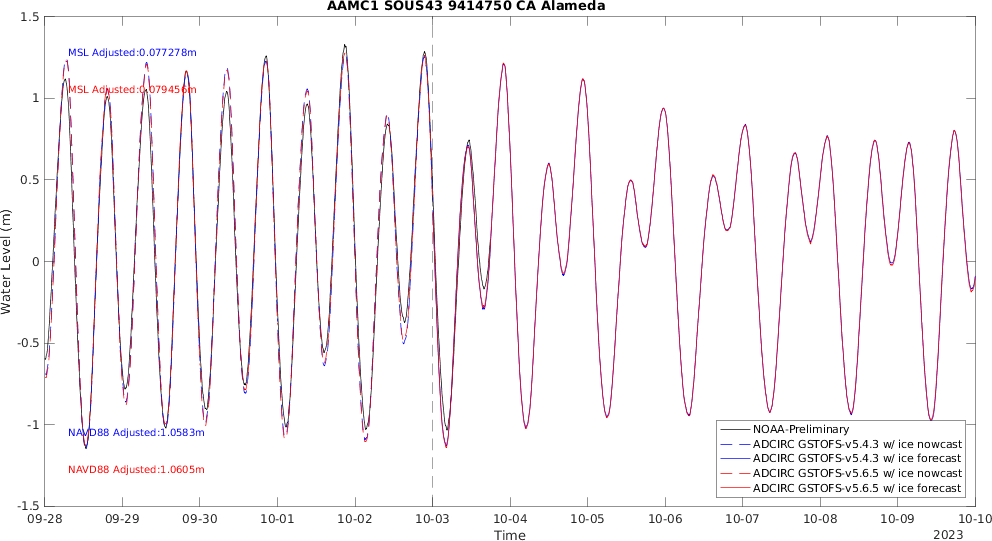 AAMC1 SOUS43 9414750 CA Alameda
1.5
MSL Adjusted:0.077278m
MSL Adjusted:0.079456m
1
0.5
0
Water Level (m)
-0.5
-1
NAVD88 Adjusted:1.0583m
NAVD88 Adjusted:1.0605m
-1.5
NOAA-Preliminary
ADCIRC GSTOFS-v5.4.3 w/ ice nowcast
ADCIRC GSTOFS-v5.4.3 w/ ice forecast
ADCIRC GSTOFS-v5.6.5 w/ ice nowcast
ADCIRC GSTOFS-v5.6.5 w/ ice forecast
09-28 09-29 09-30 10-01 10-02 10-03 10-04 10-05 10-06 10-07 10-08 10-09 10-10
Time
2023